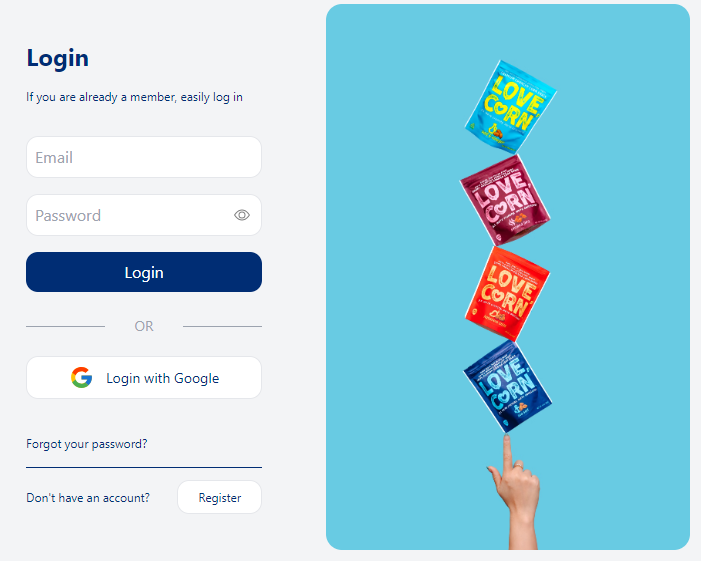 Login
If you are already a member, easily log in
Email
Password
Login
OR
Login with Google
Forgot your password?
Don't have an account?
Register
LOVE
CORN
LOVE,
CORN
LOVE
CORN
LOVE,
CORN